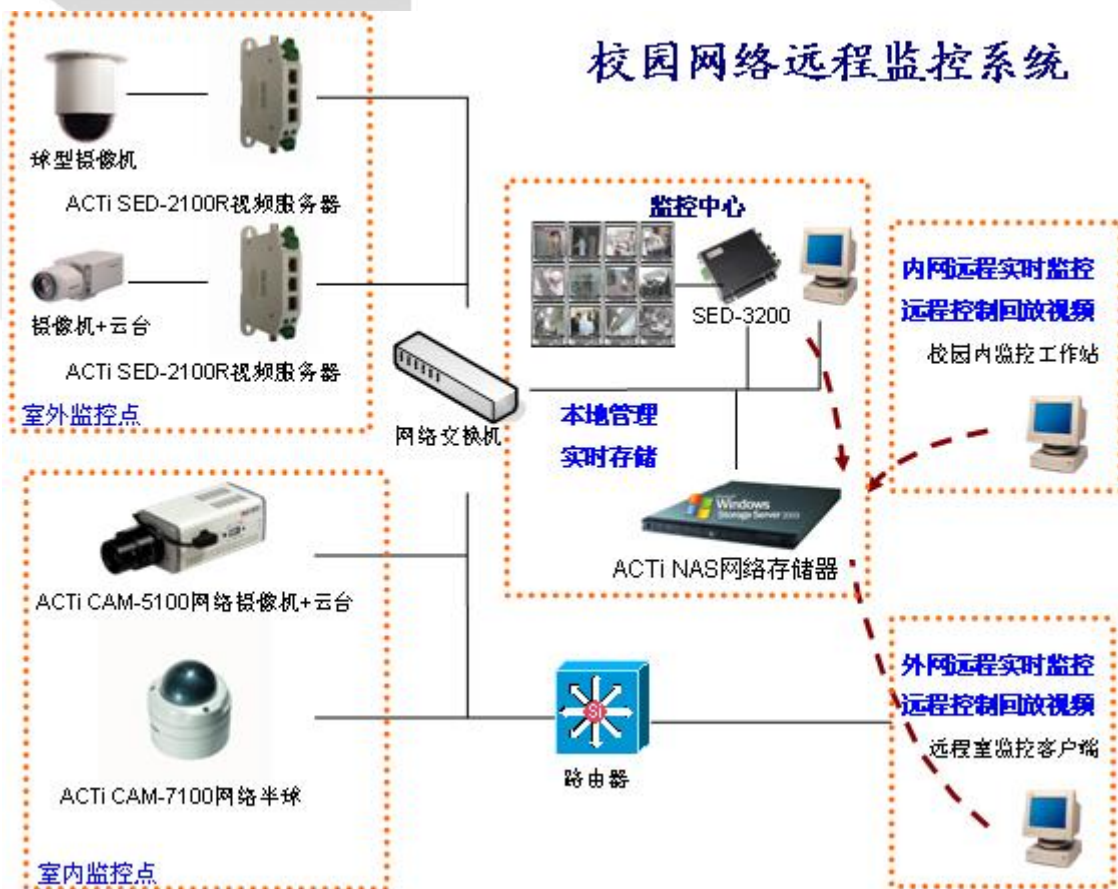 校园网络远程监控系统
球型摄像机
ACTi SED-2100R视频服务器
摄像机+云台
ACTi SED-2100R视频服务器
室外监控点
网络交换机
监控中心
SED-3200
本地管理
实时存储
Windows
Storage Server 2003
ACTi NAS网络存储器
内网远程实时监控
远程控制回放视频
校园内监控工作站
ACTi CAM-5100网络摄像机+云台
ACTi CAM-7100网络半球
室内监控点
SI
路由器
外网远程实时监控
远程控制回放视频
远程室监控客户端